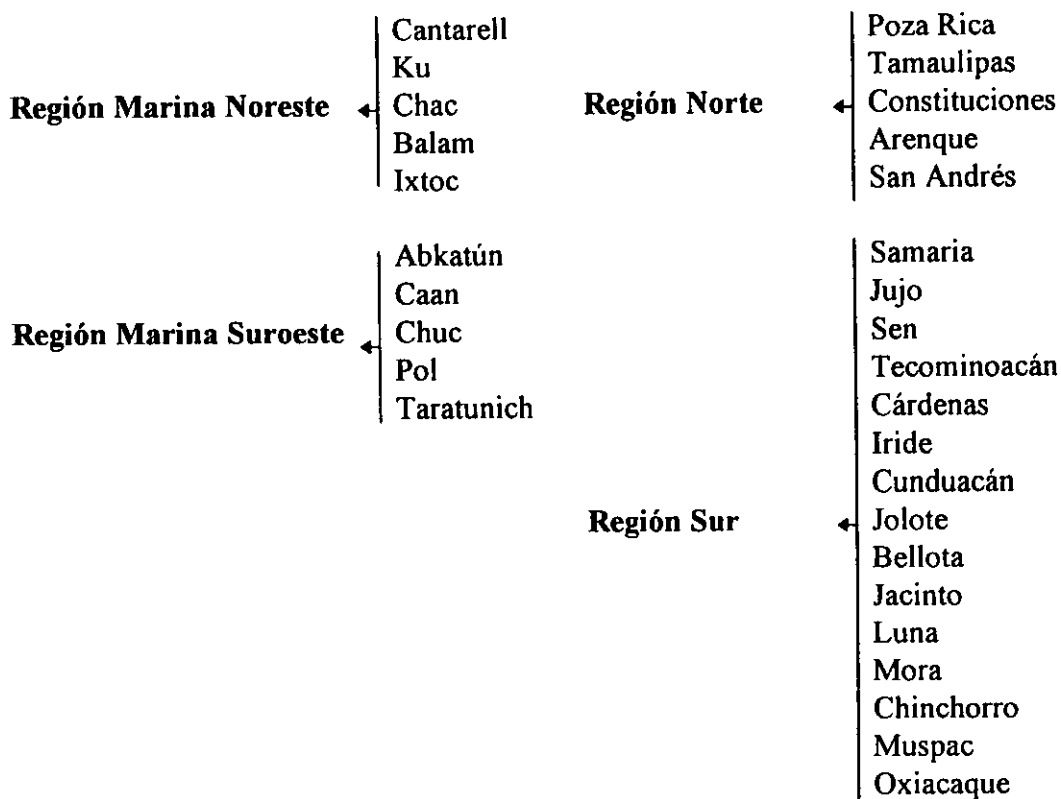 Región Marina Noreste
Cantarell
Ku
Chac
Balam
Ixtoc
Región Norte
Poza Rica
Tamaulipas
Constituciones
Arenque
San Andrés
Región Marina Suroeste
Abkatún
Caan
Chuc
Pol
Taratunich
Región Sur
Samaria
Jujo
Sen
Tecominoacán
Cárdenas
Iride
Cunduacán
Jolote
Bellota
Jacinto
Luna
Mora
Chinchorro
Muspac
Oxiacaque